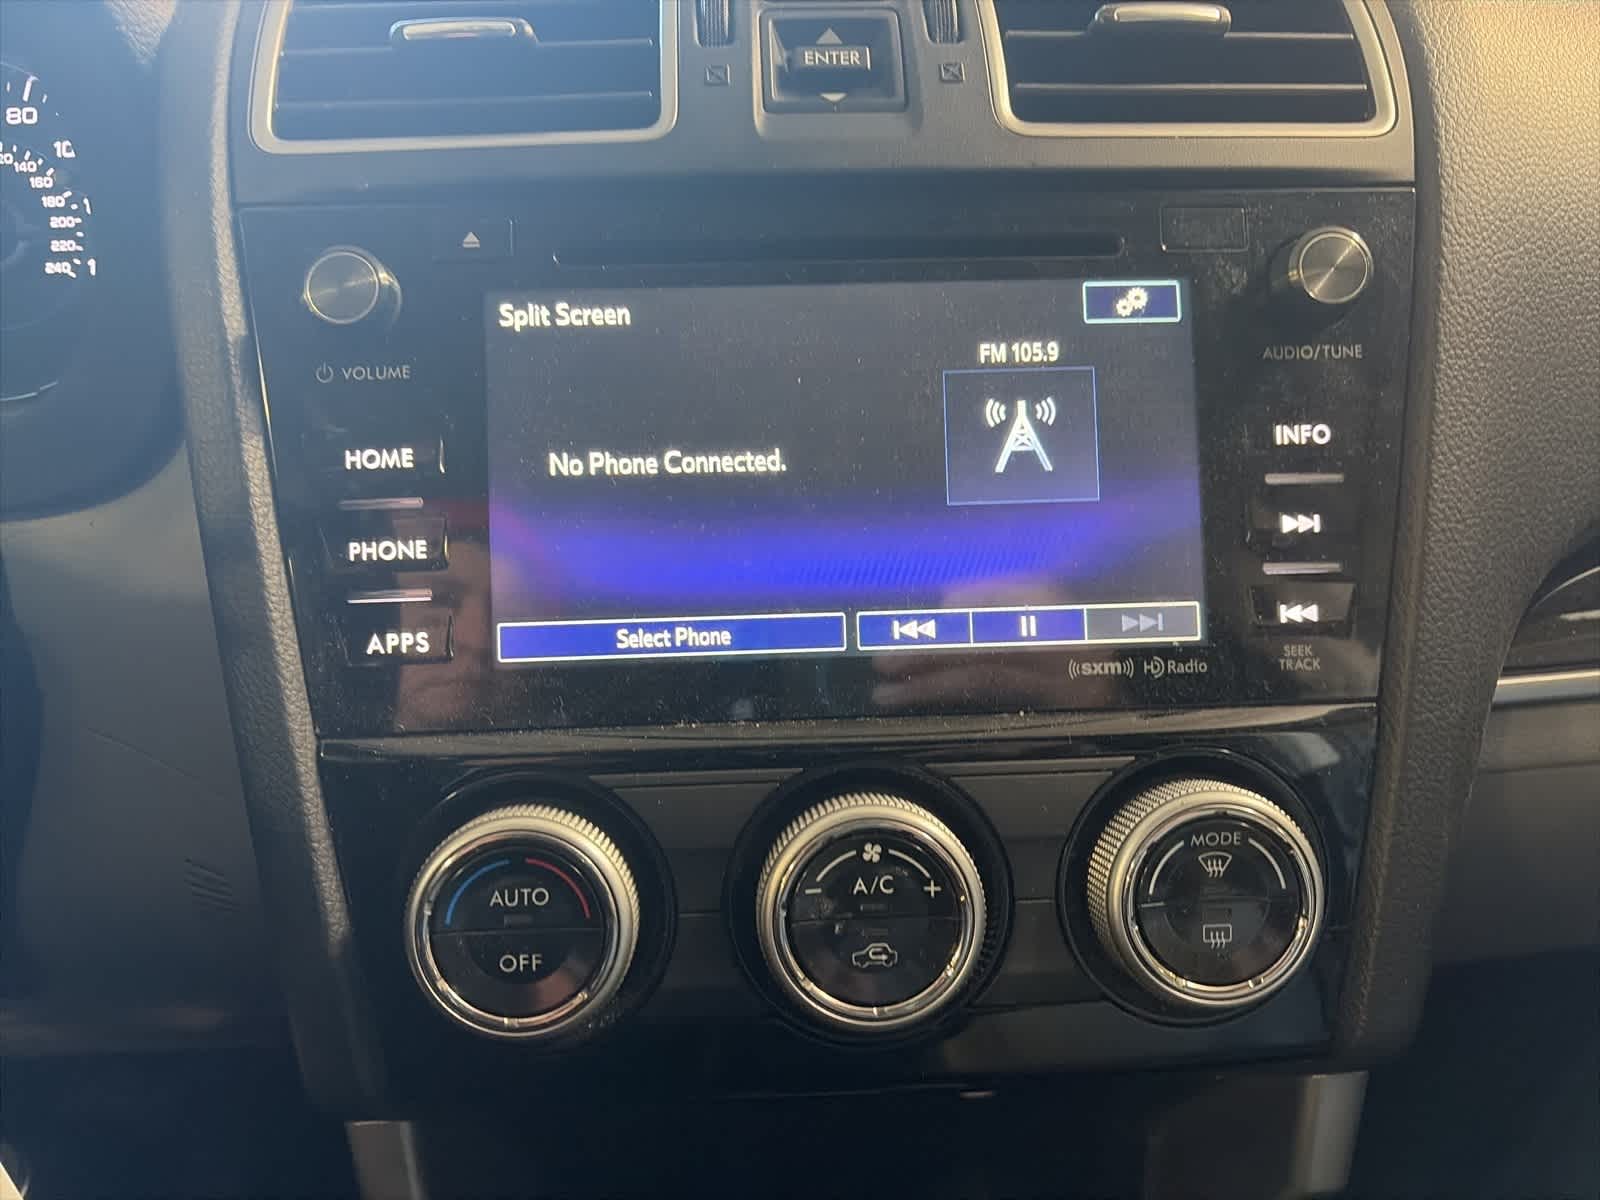 ENTER
80
10
140
160
180
200
220
240
Split Screen
VOLUME
FM 105.9
AUDIO/TUNE
HOME
No Phone Connected.
INFO
PHONE
APPS
Select Phone
SEEK
TRACK
((sxm)) HD Radio
AUTO
OFF
A/C
MODE